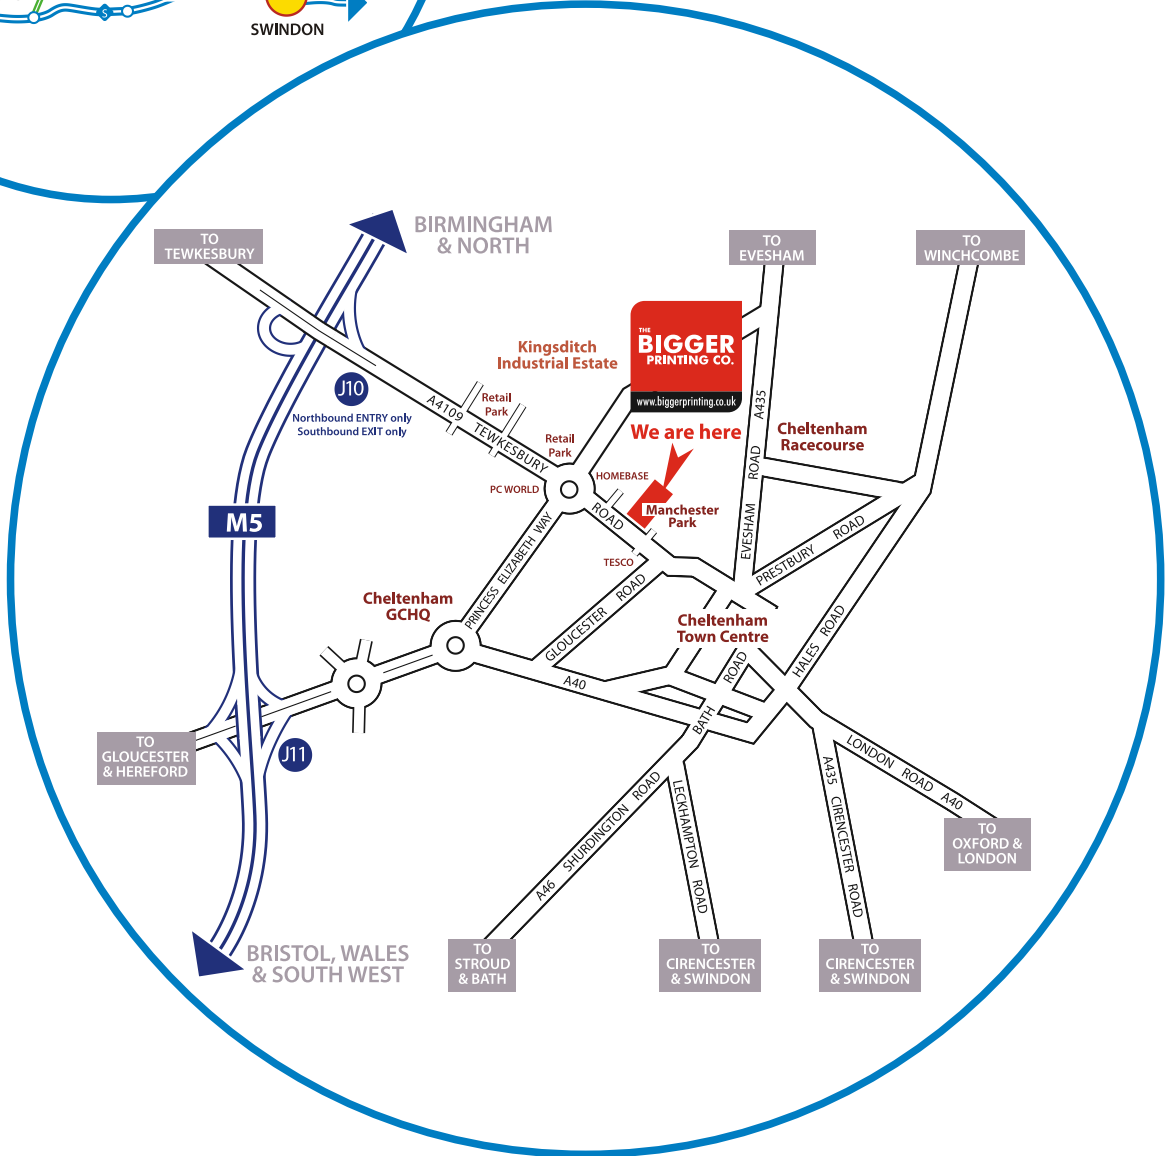 S
SWINDON
TO
TEWKESBURY
BIRMINGHAM
& NORTH
TO
EVESHAM
TO
WINCHCOMBE
THE
BIGGER
PRINTING CO.
www.biggerprinting.co.uk
We are here
Kingsditch
Industrial Estate
J10
Northbound ENTRY only
Southbound EXIT only
A4109 TEWKESBURY ROAD
Retail
Park
Retail
Park
PC WORLD
HOMEBASE
Manchester
Park
TESCO
A435
EVESHAM ROAD
Cheltenham
Racecourse
PRESTBURY ROAD
M5
PRINCESS ELIZABETH WAY
Cheltenham
GCHQ
GLOUCESTER ROAD
Cheltenham
Town Centre
HALES ROAD
A40
BATH ROAD
TO
GLOUCESTER
& HEREFORD
J11
LONDON ROAD A40
A435 CIRENCESTER ROAD
LECKHAMPTON ROAD
A46 SHURDINGTON ROAD
TO
OXFORD &
LONDON
BRISTOL, WALES
& SOUTH WEST
TO
STROUD
& BATH
TO
CIRENCESTER
& SWINDON
TO
CIRENCESTER
& SWINDON